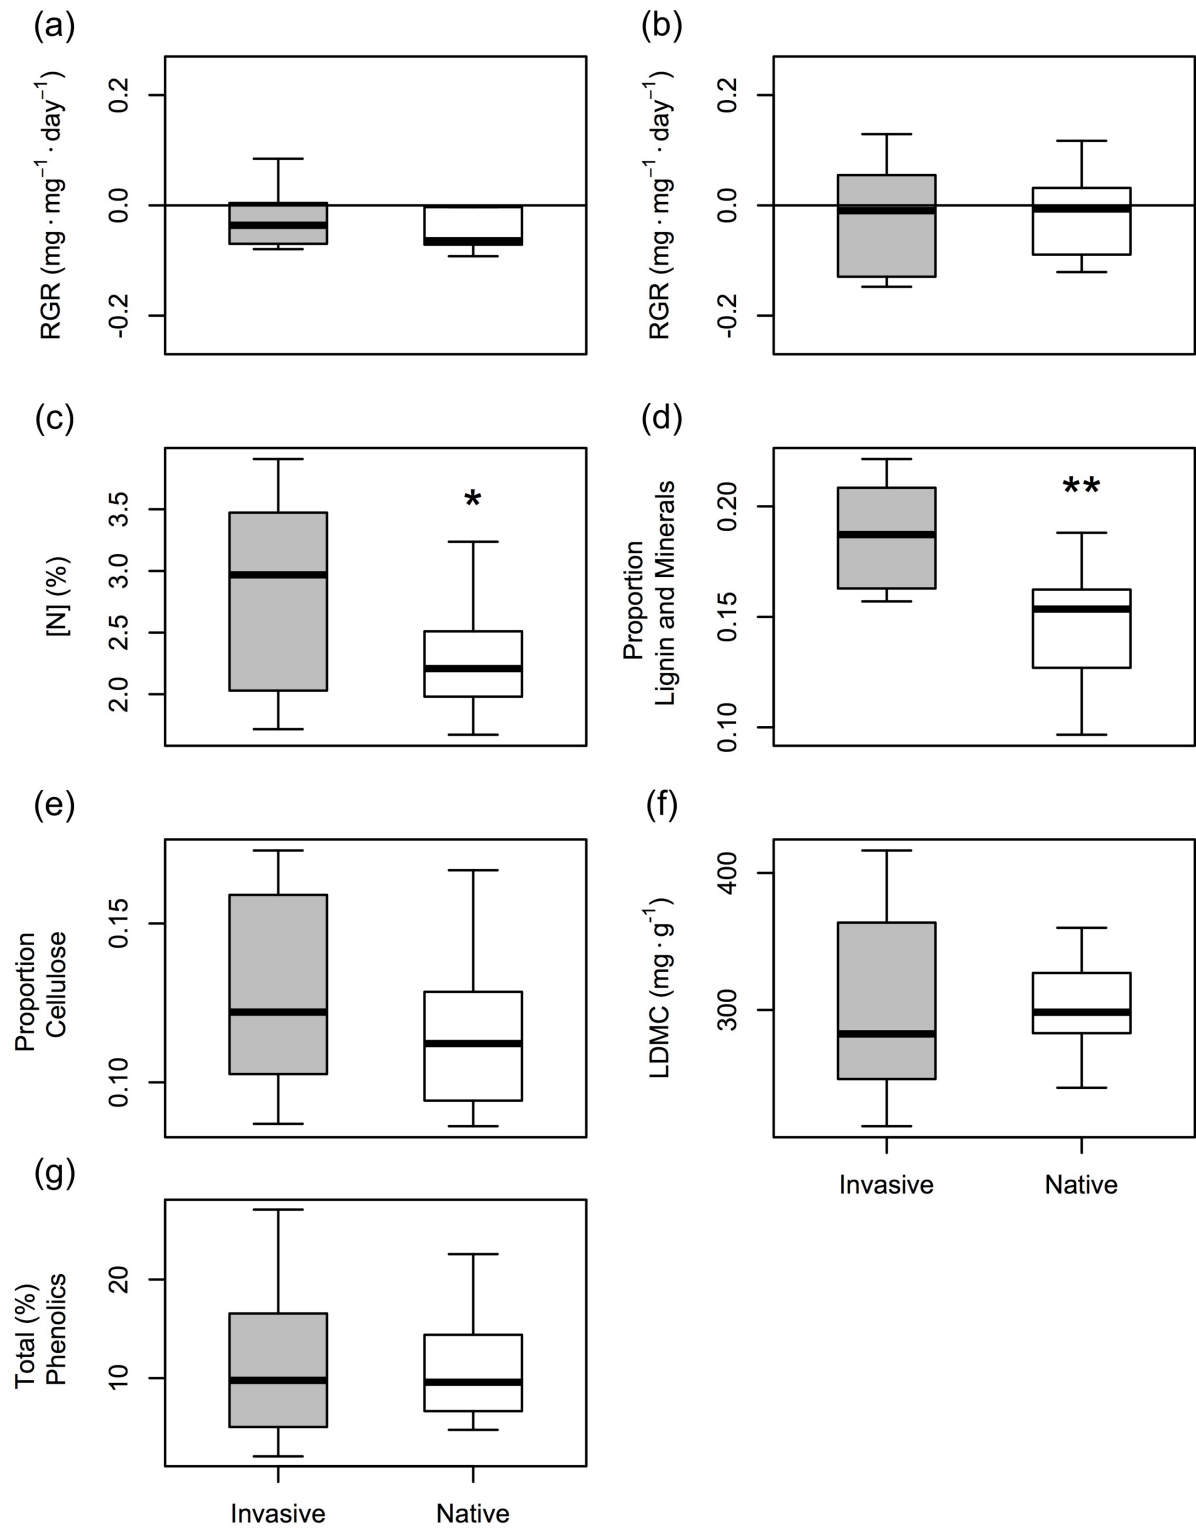 (a)
RGR (mg · mg⁻¹ · day⁻¹)
0.2
0.0
-0.2
(b)
RGR (mg · mg⁻¹ · day⁻¹)
0.2
0.0
-0.2
(c)
[N] (%)
3.5
3.0
2.5
2.0
*
(d)
Proportion
Lignin and Minerals
0.20
0.15
0.10
**
(e)
Proportion
Cellulose
0.15
0.10
(f)
LDMC (mg · g⁻¹)
400
300
Invasive
Native
(g)
Total (%)
Phenolics
20
10
Invasive
Native